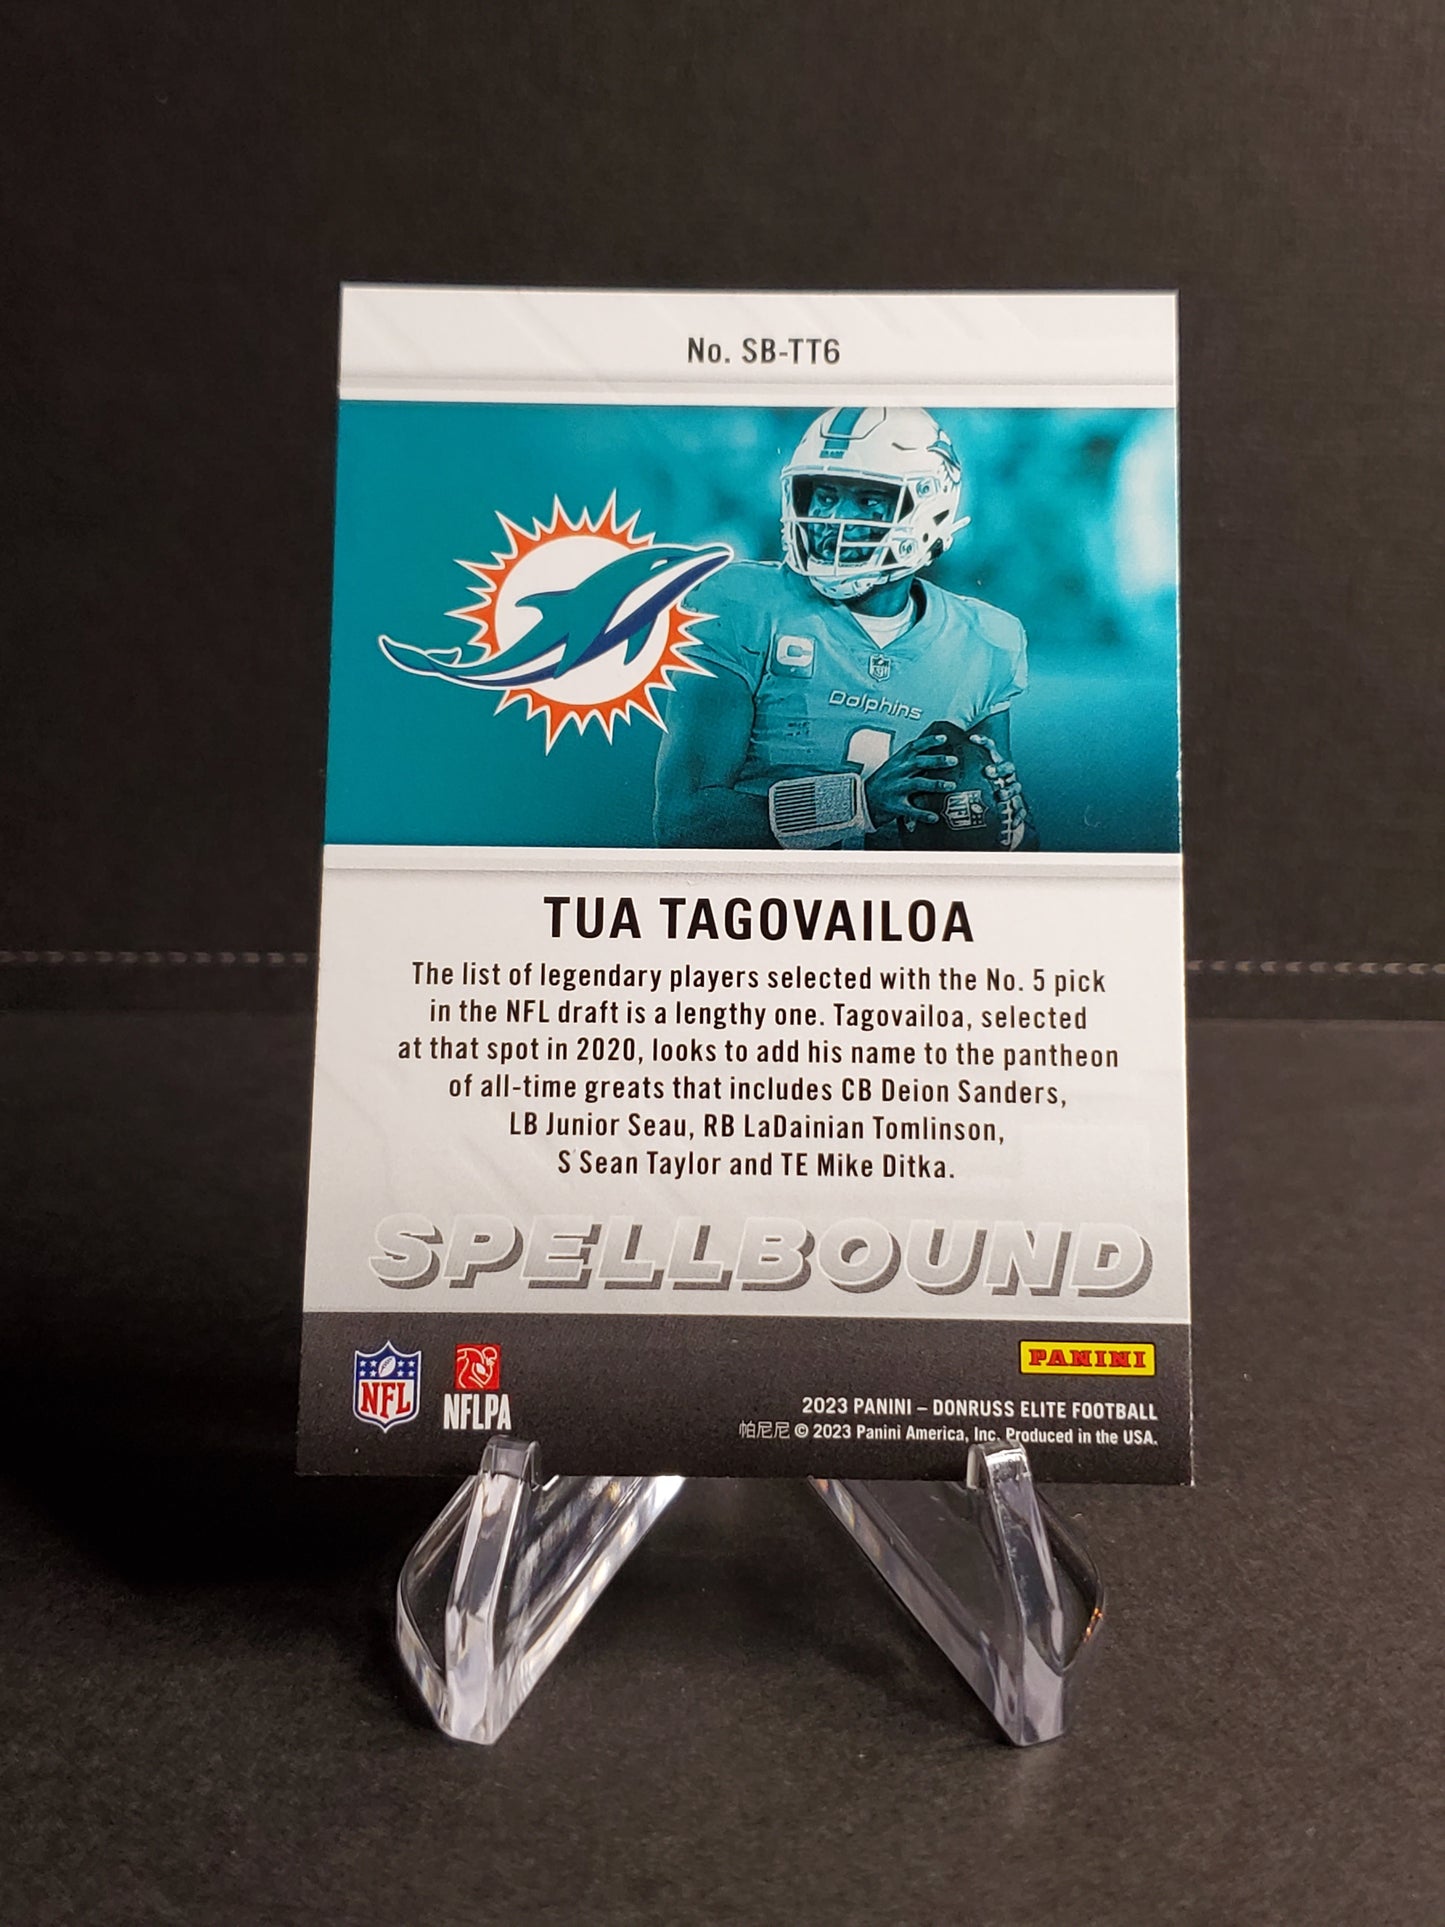 No. SB-TT6
C
Dolphins
1
NFL
TUA TAGOVAILOA
The list of legendary players selected with the No. 5 pick
in the NFL draft is a lengthy one. Tagovailoa, selected
at that spot in 2020, looks to add his name to the pantheon
of all-time greats that includes CB Deion Sanders,
LB Junior Seau, RB LaDainian Tomlinson,
S Sean Taylor and TE Mike Ditka.
SPELLBOUND
NFL
NFLPA
PANINI
2023 PANINI – DONRUSS ELITE FOOTBALL
帕尼尼 © 2023 Panini America, Inc. Produced in the USA.